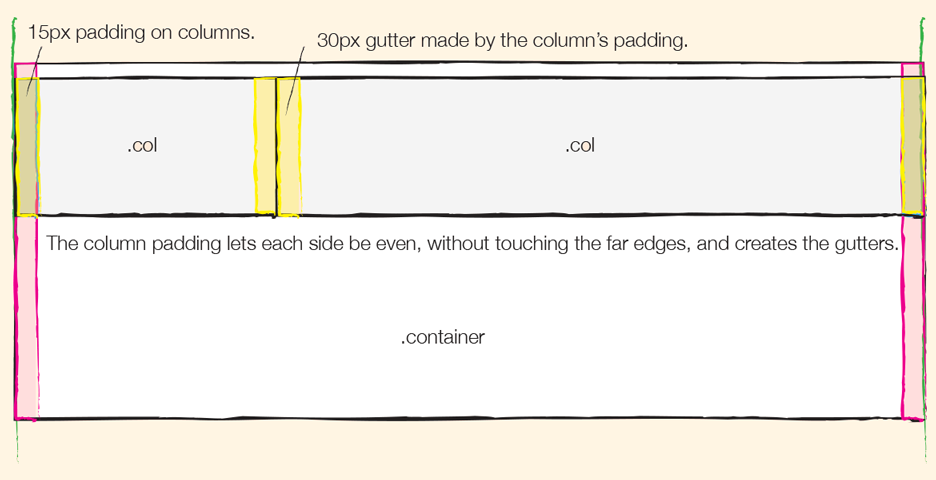 15px padding on columns.
30px gutter made by the column’s padding.
.col
.col
The column padding lets each side be even, without touching the far edges, and creates the gutters.
.container